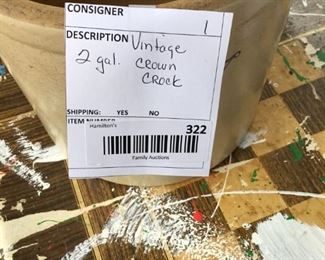 CONSIGNER
1
DESCRIPTION Vintage
2 gal. Crown
Crock
SHIPPING: YES NO
ITEM NUMBER
Hamilton's
322
Family Auctions